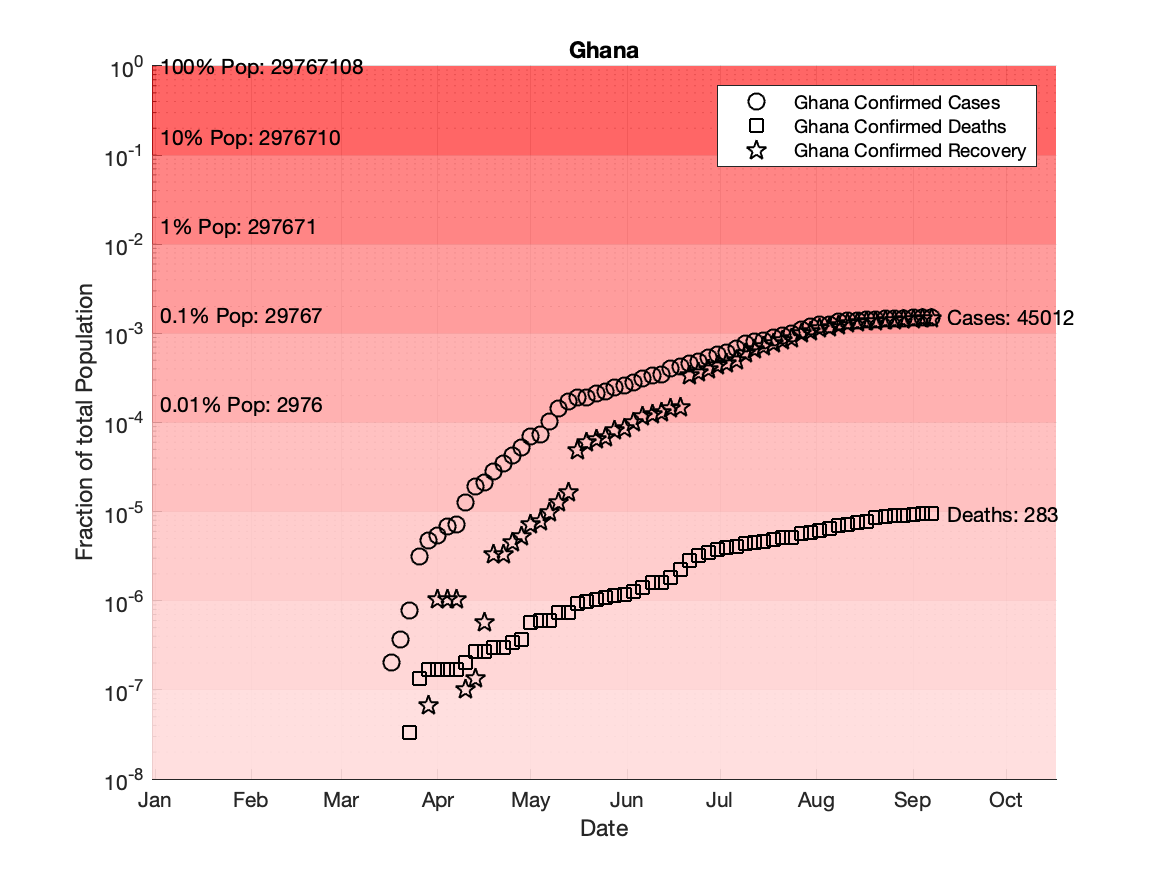 Ghana
10^0
100% Pop: 29767108
Ghana Confirmed Cases
Ghana Confirmed Deaths
Ghana Confirmed Recovery
10% Pop: 2976710
10^-1
1% Pop: 297671
10^-2
0.1% Pop: 29767
Cases: 45012
10^-3
0.01% Pop: 2976
10^-4
10^-5
Deaths: 283
10^-6
10^-7
10^-8
Fraction of total Population
Jan Feb Mar Apr May Jun Jul Aug Sep Oct
Date